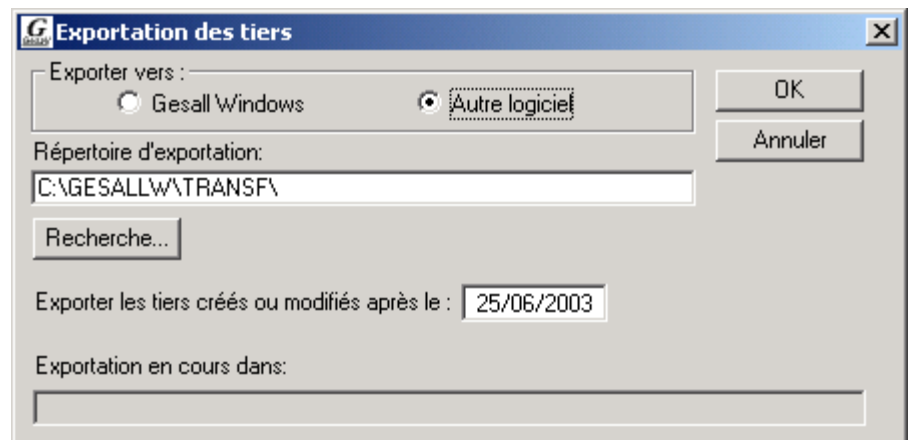 Exportation des tiers
Exporter vers :
Gesall Windows
Autre logiciel
OK
Annuler
Répertoire d'exportation:
C:\GESALLW\TRANSF\
Recherche...
Exporter les tiers créés ou modifiés après le : 25/06/2003
Exportation en cours dans: